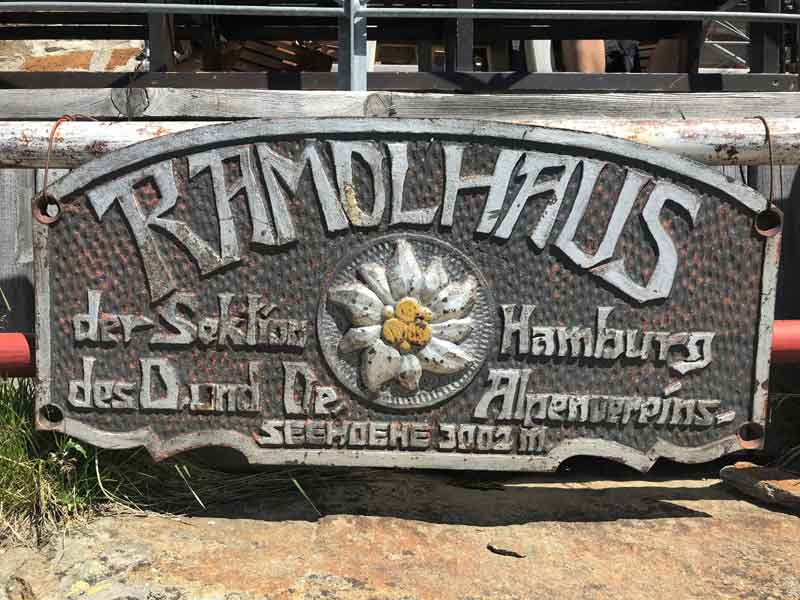 RAMOLHAUS
der Sektion Hamburg
des D. und Oe. Alpenvereins.
SEEHOEHE 3002 m